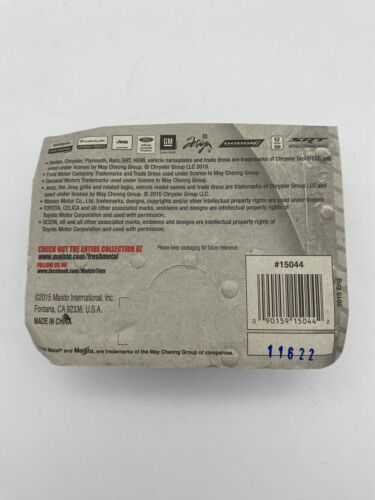 Jeep
GM
Design
DODGE
SRT
• Dodge, Chrysler, Plymouth, Ram, SRT, HEMI, vehicle nameplates and trade dress are trademarks of Chrysler Group LLC and
used under license by May Cheong Group. © Chrysler Group LLC 2015.
• Ford Motor Company Trademarks and Trade Dress used under license to May Cheong Group.
• General Motors Trademarks used under license to May Cheong Group.
• Jeep, the Jeep grille and related logos, vehicle model names and trade dress are trademarks of Chrysler Group LLC and
used under license by May Cheong Group. © 2015 Chrysler Group LLC.
• Nissan Motor Co., Ltd. trademarks, designs, copyrights and/or other intellectual property rights are used under license.
• TOYOTA, CELICA and all other associated marks, emblems and designs are intellectual property rights of
Toyota Motor Corporation and used with permission.
• SCION, xB and all other associated marks, emblems and designs are intellectual property rights of
Toyota Motor Corporation and used with permission.
CHECK OUT THE ENTIRE COLLECTION AT
www.maisto.com/freshmetal
FOLLOW US ON
www.facebook.com/MaistoToys
Please keep packaging for future reference.
©2015 Maisto International, Inc.
Fontana, CA 92336, U.S.A.
MADE IN CHINA
#15044
0 90159 15044 2
2015 Eng
11622
Metal™ and Maisto, are trademarks of the May Cheong Group of companies.